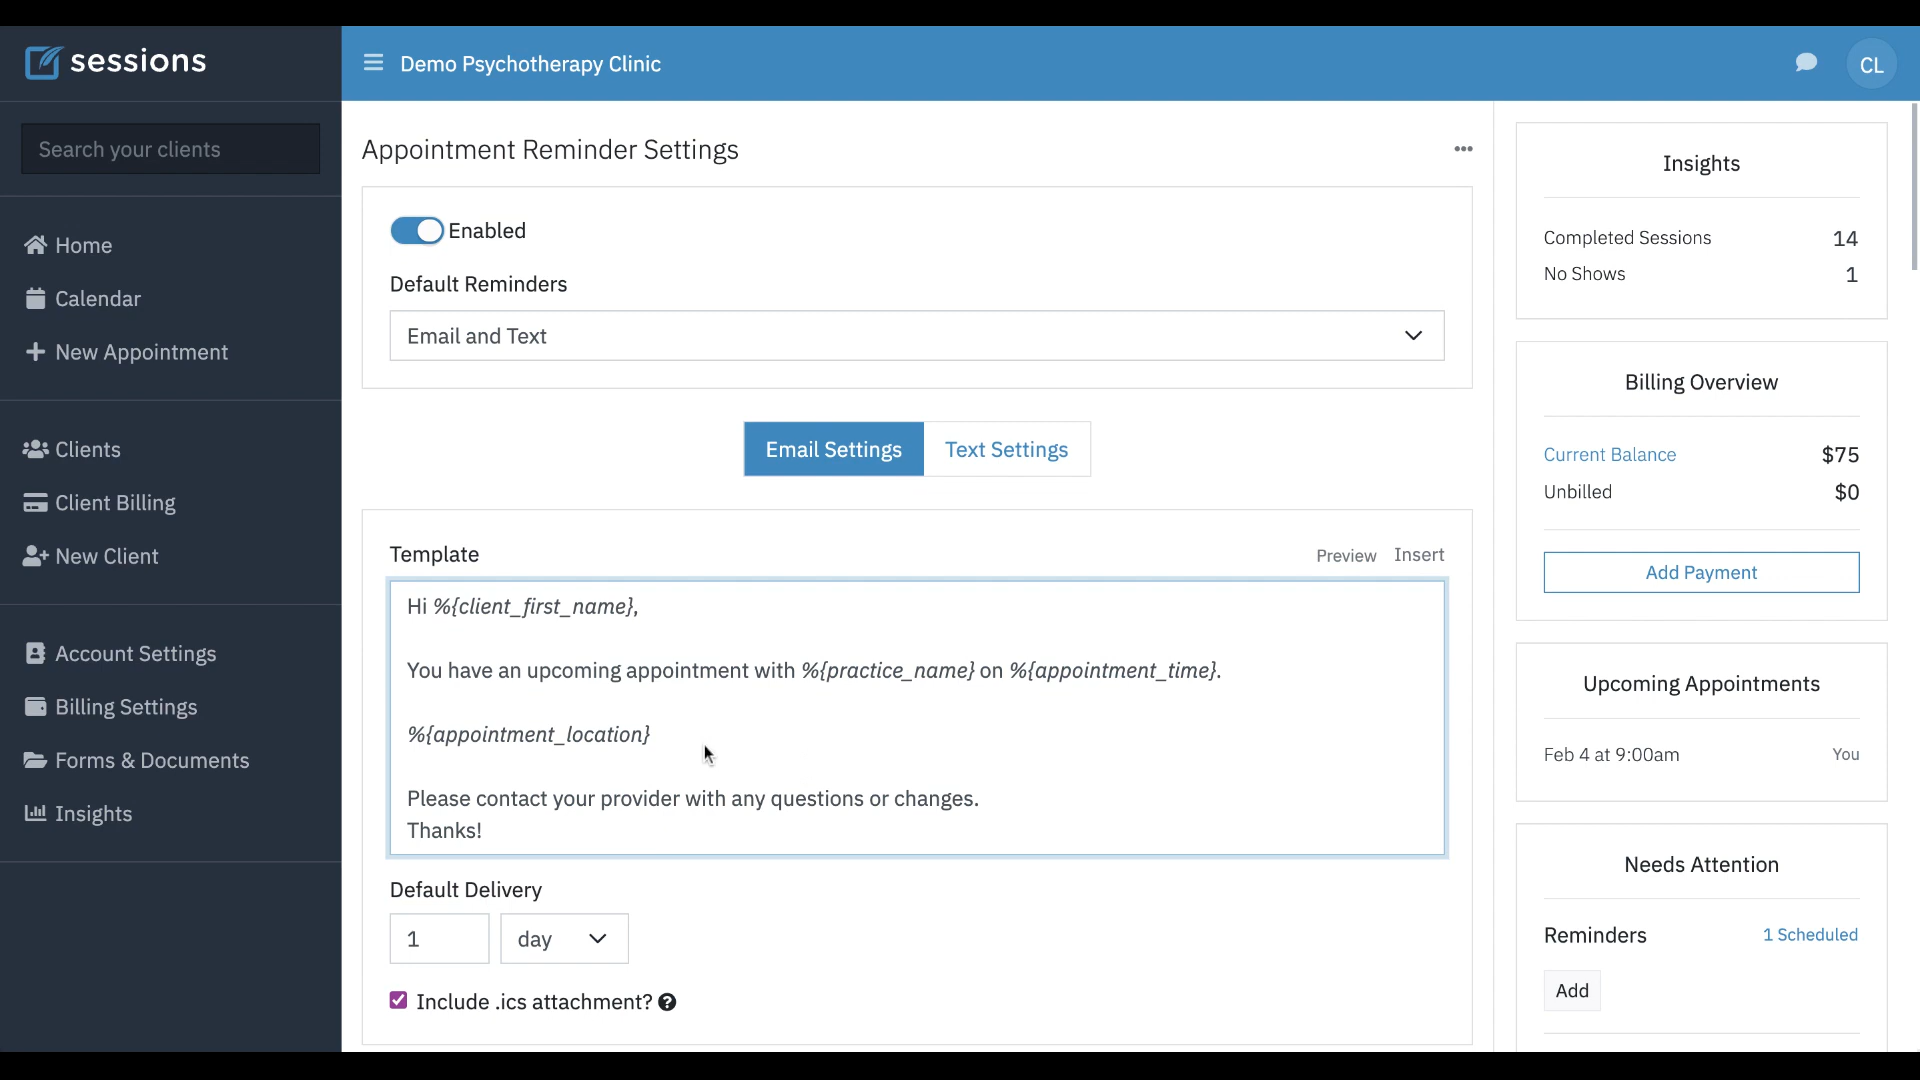 sessions
Search your clients
Home
Calendar
New Appointment
Clients
Client Billing
New Client
Account Settings
Billing Settings
Forms & Documents
Insights
Demo Psychotherapy Clinic
CL
Appointment Reminder Settings
Enabled
Default Reminders
Email and Text
Email Settings
Text Settings
Template
Preview
Insert
Hi %{client_first_name},
You have an upcoming appointment with %{practice_name} on %{appointment_time}.
%{appointment_location}
Please contact your provider with any questions or changes.
Thanks!
Default Delivery
1
day
Include .ics attachment?
Insights
Completed Sessions 14
No Shows 1
Billing Overview
Current Balance $75
Unbilled $0
Add Payment
Upcoming Appointments
Feb 4 at 9:00am You
Needs Attention
Reminders 1 Scheduled
Add